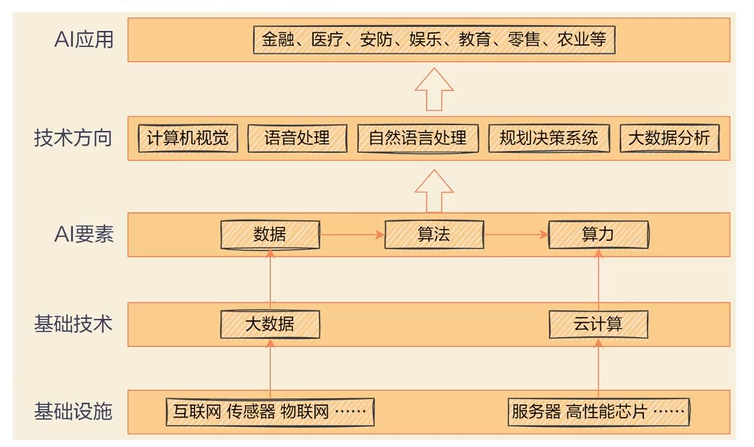 AI应用
金融、医疗、安防、娱乐、教育、零售、农业等
技术方向
计算机视觉
语音处理
自然语言处理
规划决策系统
大数据分析
AI要素
数据
算法
算力
基础技术
大数据
云计算
基础设施
互联网 传感器 物联网 ……
服务器 高性能芯片 ……